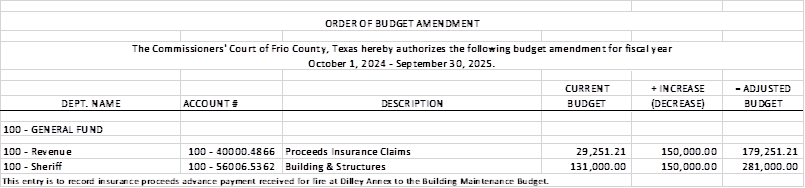 ORDER OF BUDGET AMENDMENT
The Commissioners' Court of Frio County, Texas hereby authorizes the following budget amendment for fiscal year
October 1, 2024 - September 30, 2025.
CURRENT + INCREASE = ADJUSTED
DEPT. NAME ACCOUNT # DESCRIPTION BUDGET (DECREASE) BUDGET
100 - GENERAL FUND
100 - Revenue 100 - 40000.4866 Proceeds Insurance Claims 29,251.21 150,000.00 179,251.21
100 - Sheriff 100 - 56006.5362 Building & Structures 131,000.00 150,000.00 281,000.00
This entry is to record insurance proceeds advance payment received for fire at Dilley Annex to the Building Maintenance Budget.